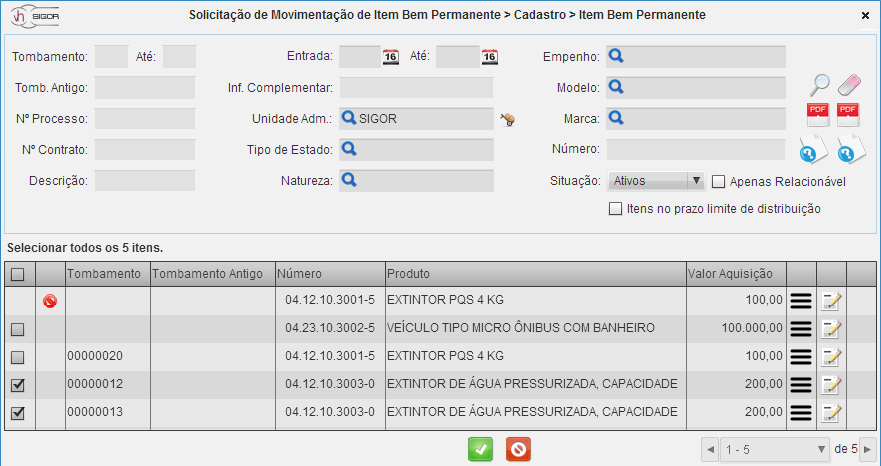 SIGOR Solicitação de Movimentação de Item Bem Permanente > Cadastro > Item Bem Permanente
Tombamento: Até: Entrada: 16 Até: 16 Empenho:
Tomb. Antigo: Inf. Complementar: Modelo:
Nº Processo: Unidade Adm.: SIGOR Marca: PDF PDF
Nº Contrato: Tipo de Estado: Número:
Descrição: Natureza: Situação: Ativos Apenas Relacionável
Itens no prazo limite de distribuição
Selecionar todos os 5 itens.
Tombamento Tombamento Antigo Número Produto Valor Aquisição
04.12.10.3001-5 EXTINTOR PQS 4 KG 100,00
04.23.10.3002-5 VEÍCULO TIPO MICRO ÔNIBUS COM BANHEIRO 100.000,00
00000020 04.12.10.3001-5 EXTINTOR PQS 4 KG 100,00
00000012 04.12.10.3003-0 EXTINTOR DE ÁGUA PRESSURIZADA, CAPACIDADE 200,00
00000013 04.12.10.3003-0 EXTINTOR DE ÁGUA PRESSURIZADA, CAPACIDADE 200,00
1 - 5 de 5